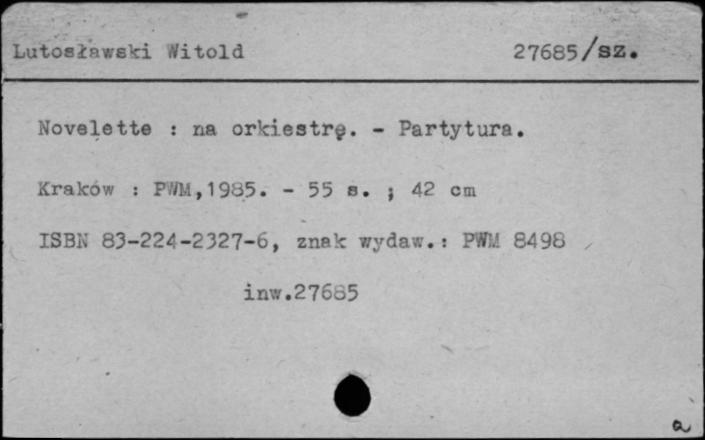 Lutosławski Witold 27685/sz.
Novelette : na orkiestrę. - Partytura.
Kraków : PWM,1985. - 55 s. ; 42 cm
ISBN 83-224-2327-6, znak wydaw.: PWM 8498
inw.27685
a